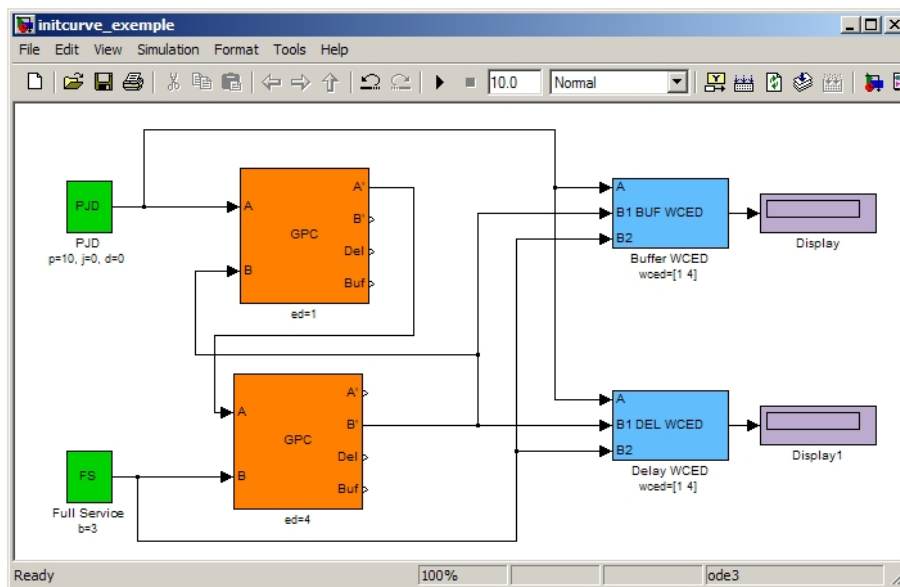 initcurve_exemple
File Edit View Simulation Format Tools Help
10.0 Normal
PJD
PJD
p=10, j=0, d=0
A
B
GPC
A'
B'
Del
Buf
ed=1
A
B
GPC
A'
B'
Del
Buf
ed=4
FS
Full Service
b=3
A
B1 BUF WCED
B2
Buffer WCED
wced=[1 4]
Display
A
B1 DEL WCED
B2
Delay WCED
wced=[1 4]
Display1
Ready 100% ode3